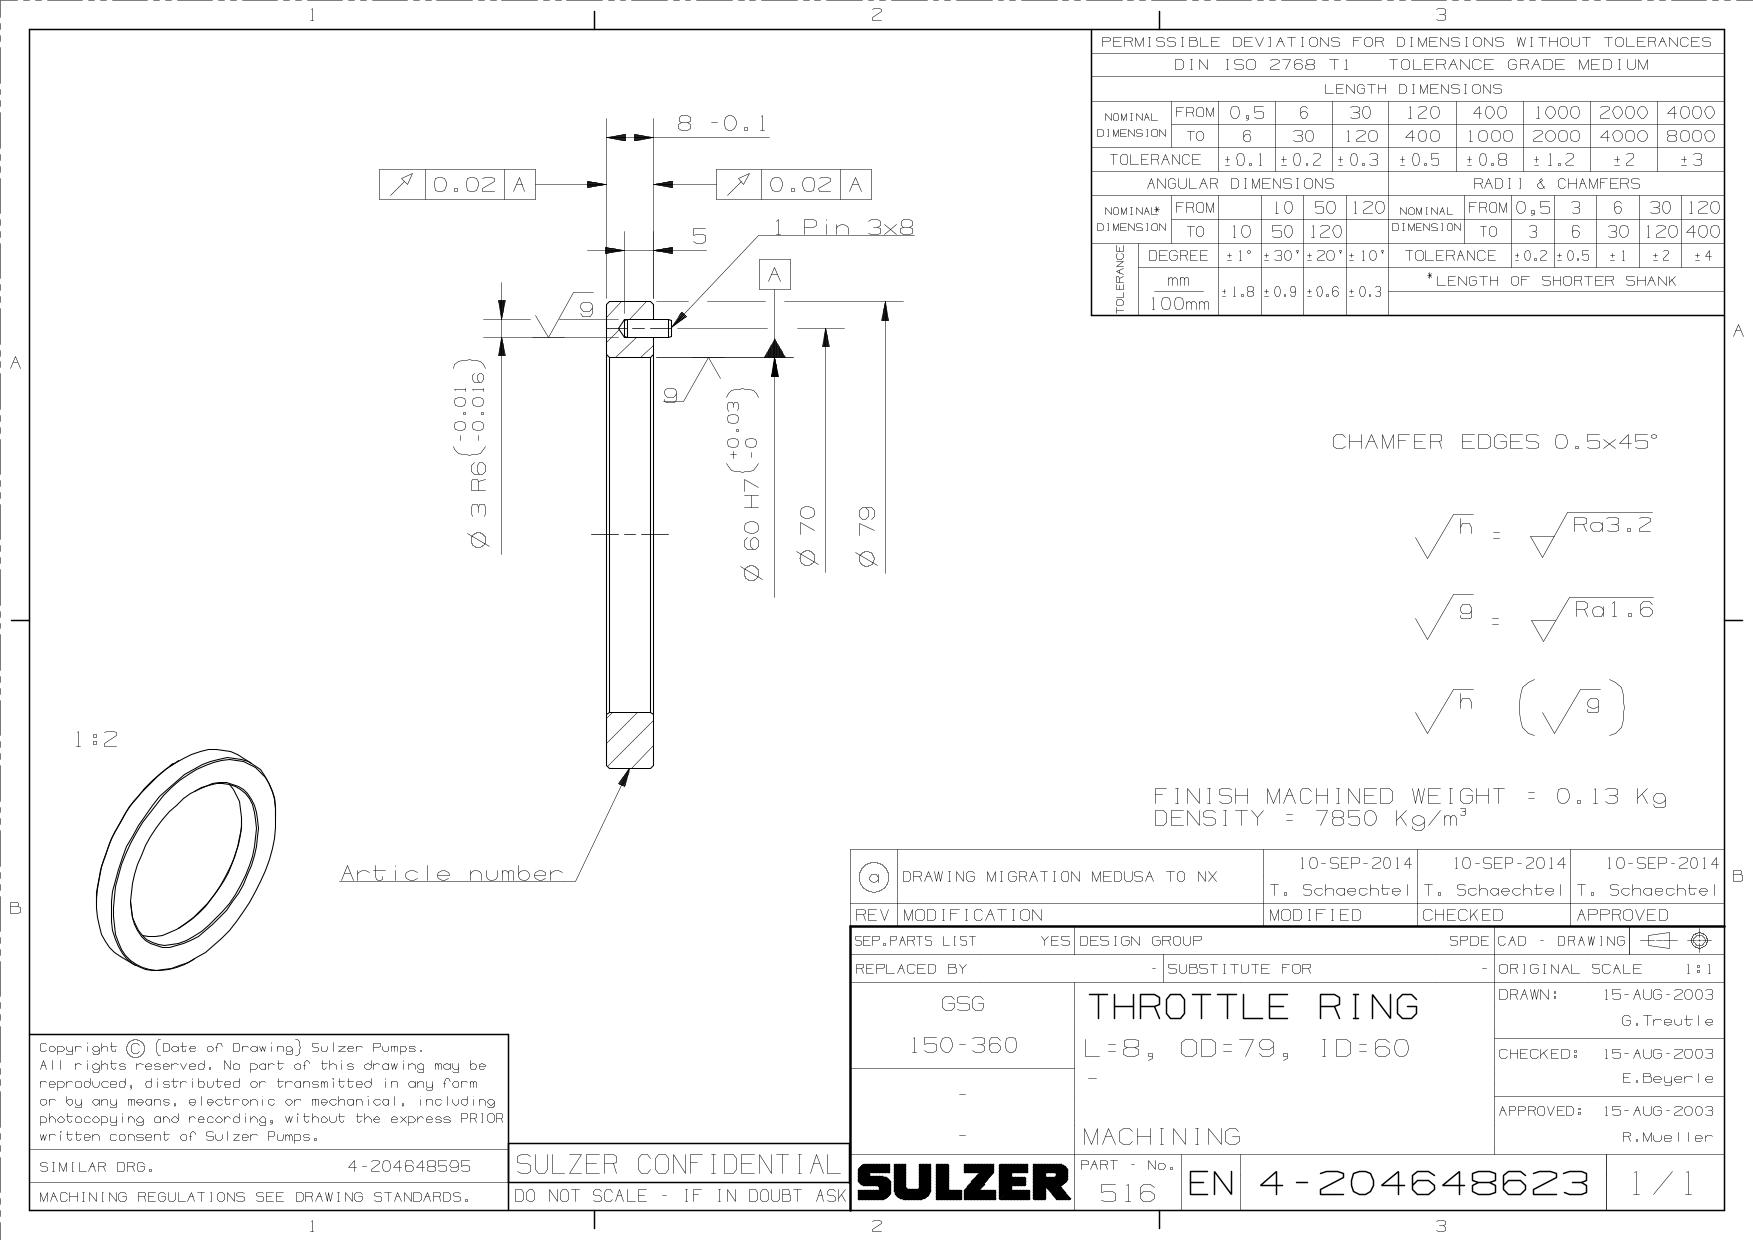 1 2 3
PERMISSIBLE DEVIATIONS FOR DIMENSIONS WITHOUT TOLERANCES
DIN ISO 2768 T1 TOLERANCE GRADE MEDIUM
LENGTH DIMENSIONS
NOMINAL DIMENSION FROM 0,5 6 30 120 400 1000 2000 4000
TO 6 30 120 400 1000 2000 4000 8000
TOLERANCE ±0.1 ±0.2 ±0.3 ±0.5 ±0.8 ±1.2 ±2 ±3
ANGULAR DIMENSIONS RADII & CHAMFERS
NOMINAL* DIMENSION FROM 10 50 120 NOMINAL DIMENSION FROM 0,5 3 6 30 120
TO 10 50 120 TO 3 6 30 120 400
TOLERANCE DEGREE ±1° ±30' ±20' ±10' TOLERANCE ±0.2 ±0.5 ±1 ±2 ±4
mm
100mm
±1.8 ±0.9 ±0.6 ±0.3
*LENGTH OF SHORTER SHANK
8 -0.1
0.02 A
0.02 A
1 Pin 3x8
5
A
9
9
Ø 3 R6(-0.01 -0.016)
Ø 60 H7(+0.03 -0)
Ø 70
Ø 79
A A
CHAMFER EDGES 0.5x45°
h = Ra3.2
g = Ra1.6
h (g)
1:2
FINISH MACHINED WEIGHT = 0.13 Kg
DENSITY = 7850 Kg/m³
Article number
B B
a DRAWING MIGRATION MEDUSA TO NX 10-SEP-2014 10-SEP-2014 10-SEP-2014
T. Schaechtel T. Schaechtel T. Schaechtel
REV MODIFICATION MODIFIED CHECKED APPROVED
SEP.PARTS LIST YES DESIGN GROUP SPDE CAD - DRAWING
REPLACED BY - SUBSTITUTE FOR - ORIGINAL SCALE 1:1
GSG
150-360
-
-
THROTTLE RING
L=8, OD=79, ID=60
-
MACHINING
DRAWN: 15-AUG-2003
G.Treutle
CHECKED: 15-AUG-2003
E.Beyerle
APPROVED: 15-AUG-2003
R.Mueller
Copyright © (Date of Drawing) Sulzer Pumps.
All rights reserved. No part of this drawing may be
reproduced, distributed or transmitted in any form
or by any means, electronic or mechanical, including
photocopying and recording, without the express PRIOR
written consent of Sulzer Pumps.
SIMILAR DRG. 4-204648595
MACHINING REGULATIONS SEE DRAWING STANDARDS.
SULZER CONFIDENTIAL
DO NOT SCALE - IF IN DOUBT ASK
SULZER
PART - No.
516
EN 4-204648623 1/1
1 2 3